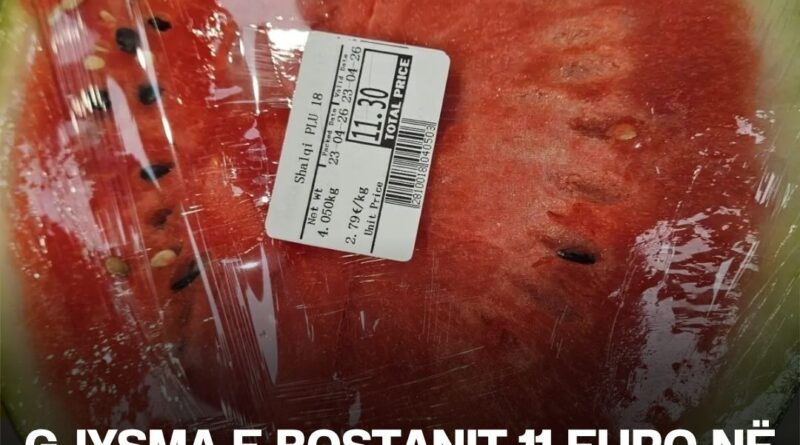 Shalqi PLU 18
Packed Date Valid Date
23-04-26 23-04-26
Net Wt
4.050kg
11.30
TOTAL PRICE
2.79€/kg
Unit Price
2810018040503
GJYSMA E BOSTANIT 11 EURO NË